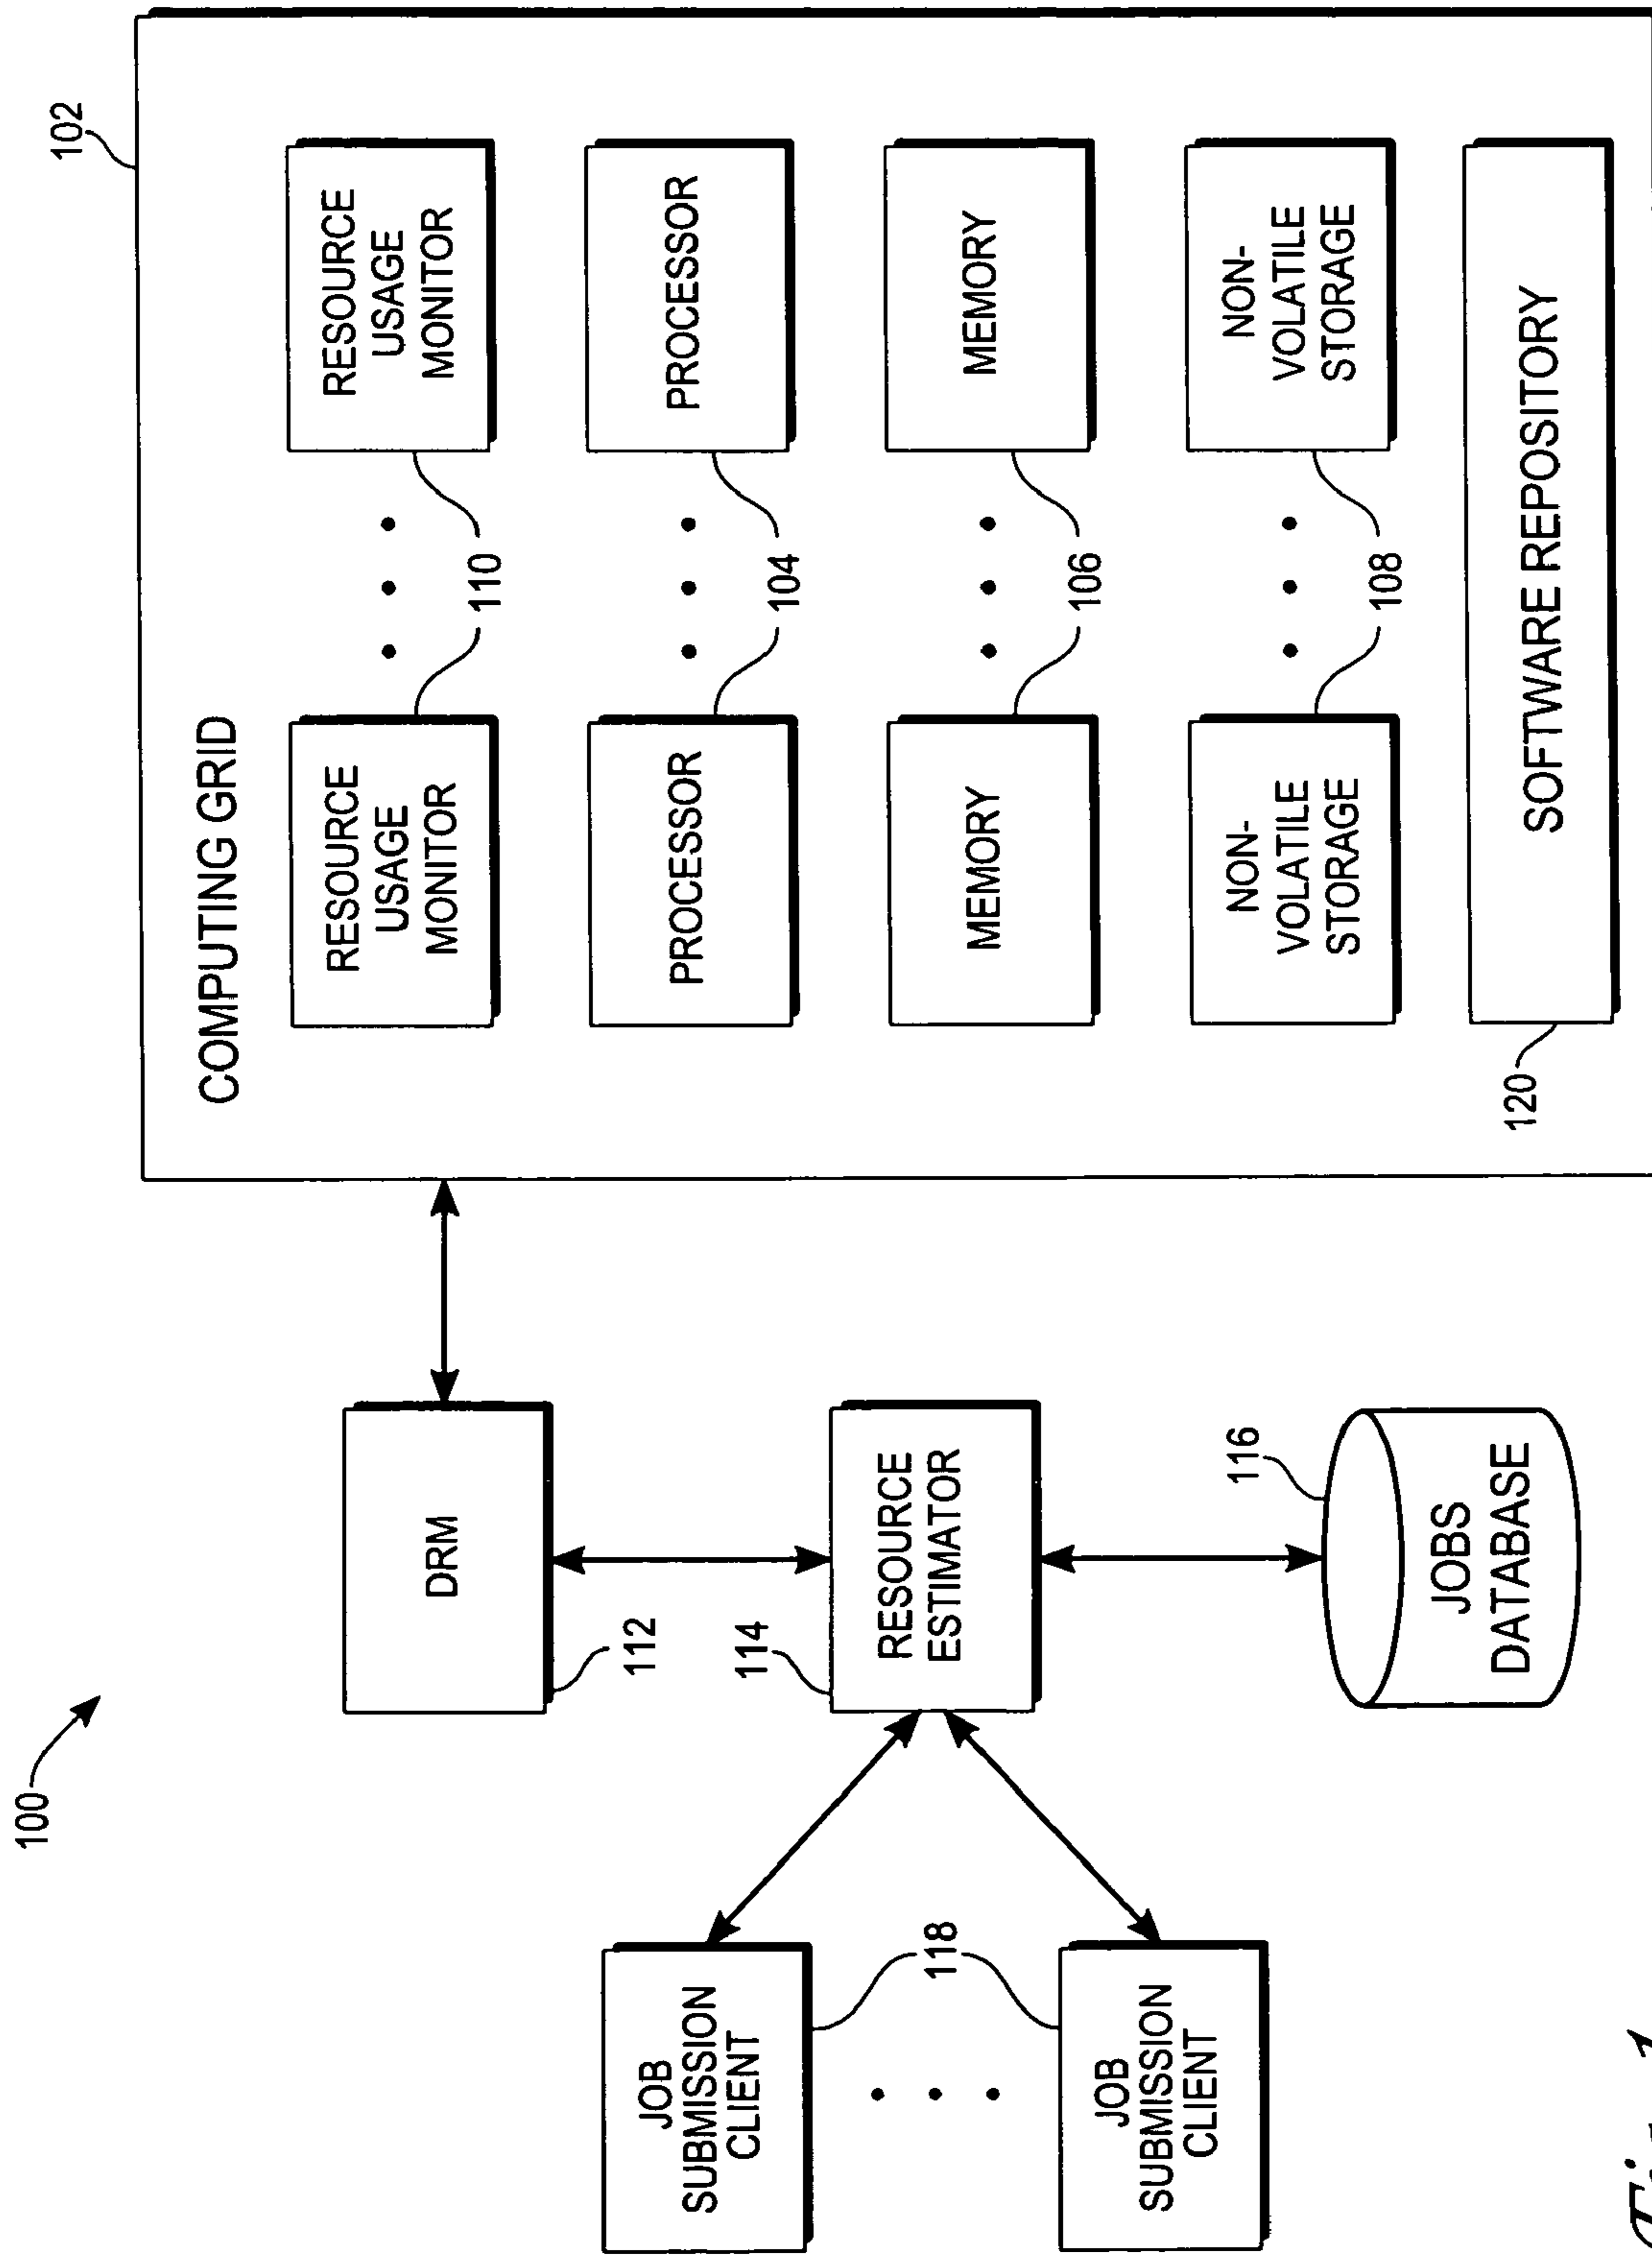 100
102
COMPUTING GRID
RESOURCE
USAGE
MONITOR
110
RESOURCE
USAGE
MONITOR
PROCESSOR
104
PROCESSOR
MEMORY
106
MEMORY
NON-
VOLATILE
STORAGE
108
NON-
VOLATILE
STORAGE
120
SOFTWARE REPOSITORY
DRM
112
114
RESOURCE
ESTIMATOR
116
JOBS
DATABASE
JOB
SUBMISSION
CLIENT
118
JOB
SUBMISSION
CLIENT
Fig. 1